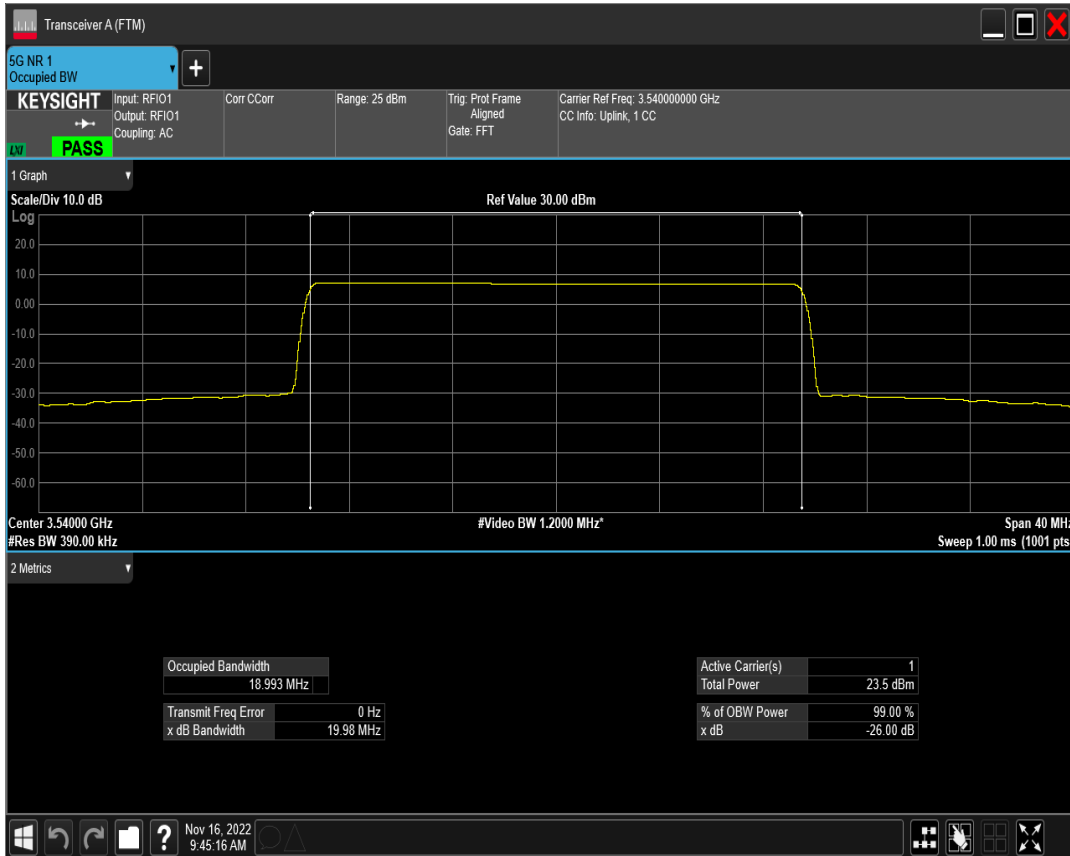 Transceiver A (FTM)
5G NR 1
Occupied BW
+
KEYSIGHT
LXI
PASS
Input: RFIO1
Output: RFIO1
Coupling: AC
Corr CCorr
Range: 25 dBm
Trig: Prot Frame
Aligned
Gate: FFT
Carrier Ref Freq: 3.540000000 GHz
CC Info: Uplink, 1 CC
1 Graph
Scale/Div 10.0 dB
Ref Value 30.00 dBm
Log
20.0
10.0
0.00
-10.0
-20.0
-30.0
-40.0
-50.0
-60.0
Center 3.54000 GHz
#Video BW 1.2000 MHz*
Span 40 MHz
#Res BW 390.00 kHz
Sweep 1.00 ms (1001 pts
2 Metrics
Occupied Bandwidth
18.993 MHz
Transmit Freq Error 0 Hz
x dB Bandwidth 19.98 MHz
Active Carrier(s) 1
Total Power 23.5 dBm
% of OBW Power 99.00 %
x dB -26.00 dB
?
Nov 16, 2022
9:45:16 AM